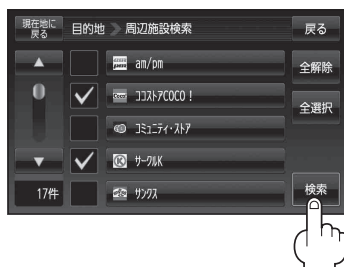 現在地に
戻る
目的地 周辺施設検索
戻る
am/pm
全解除
ココストアCOCO！
全選択
コミュニティ・ストア
サークルK
17件
サンクス
検索